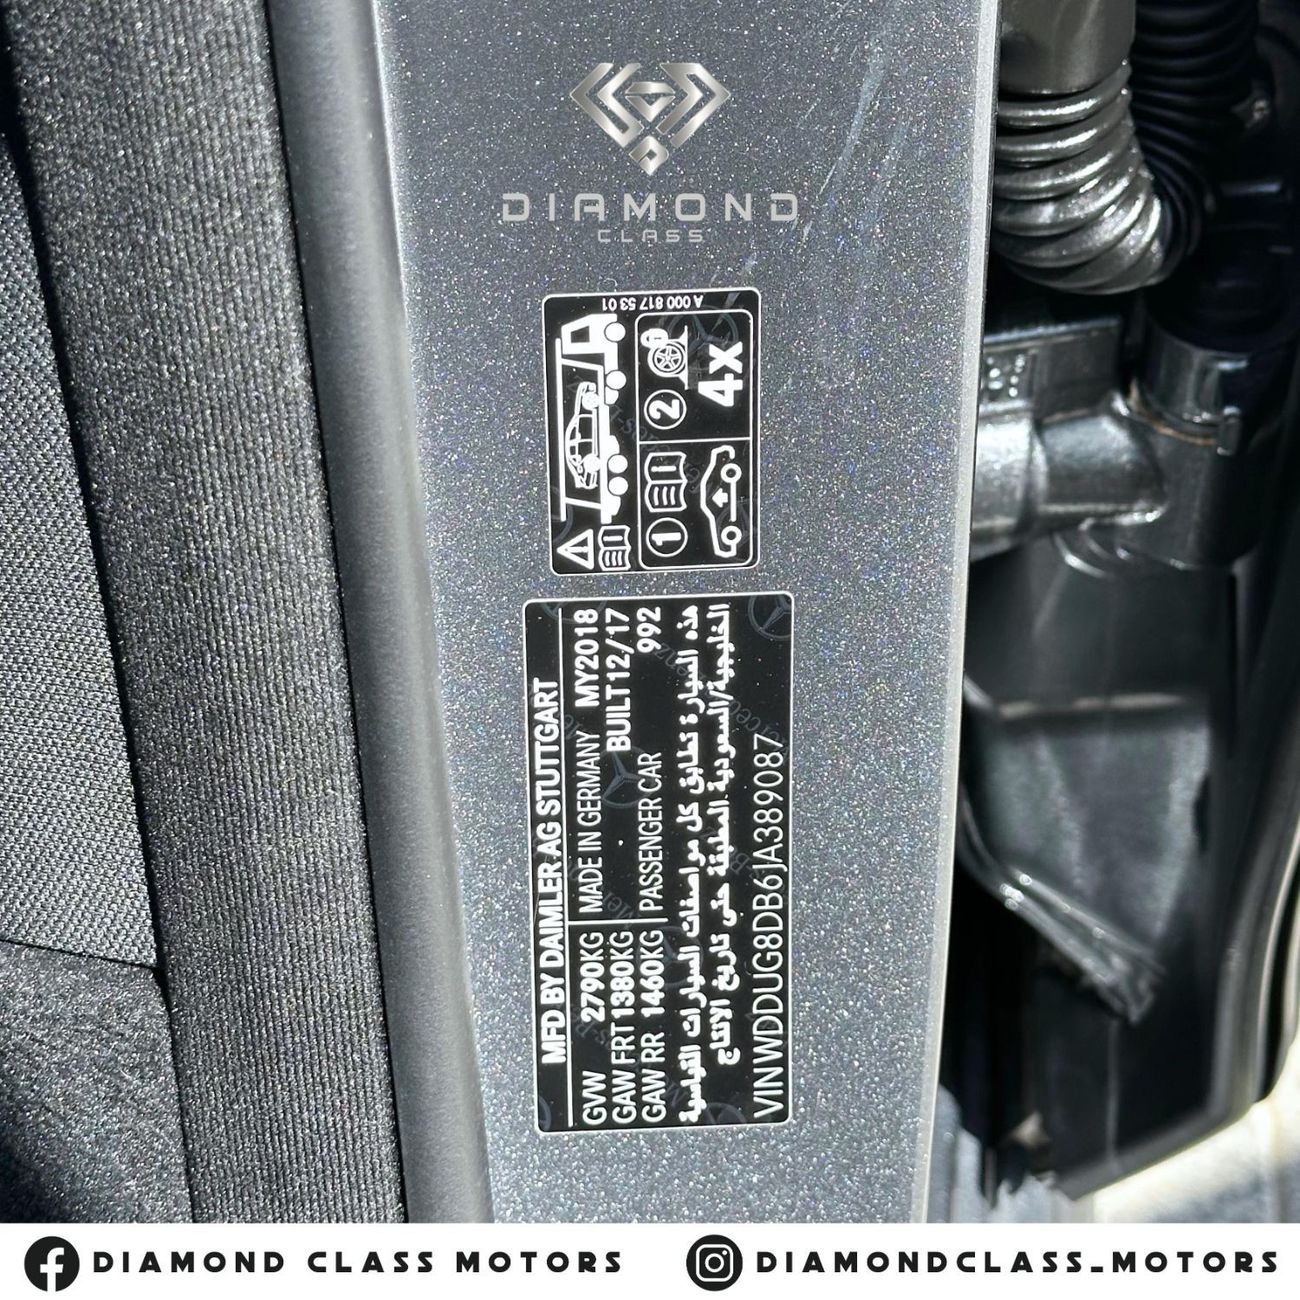 DIAMOND
CLASS
A 000 817 53 01
1
2
4x
MFD BY DAIMLER AG STUTTGART
GVW 2790KG MADE IN GERMANY MY2018
GAW FRT 1380KG BUILT 12/17
GAW RR 1460KG PASSENGER CAR 992
هذه السيارة تطابق كل مواصفات السيارات القياسية
الخليجية/السعودية المطبقة حتى تاريخ الانتاج
VIN WDDUG8DB6JA389087
DIAMOND CLASS MOTORS
DIAMONDCLASS_MOTORS